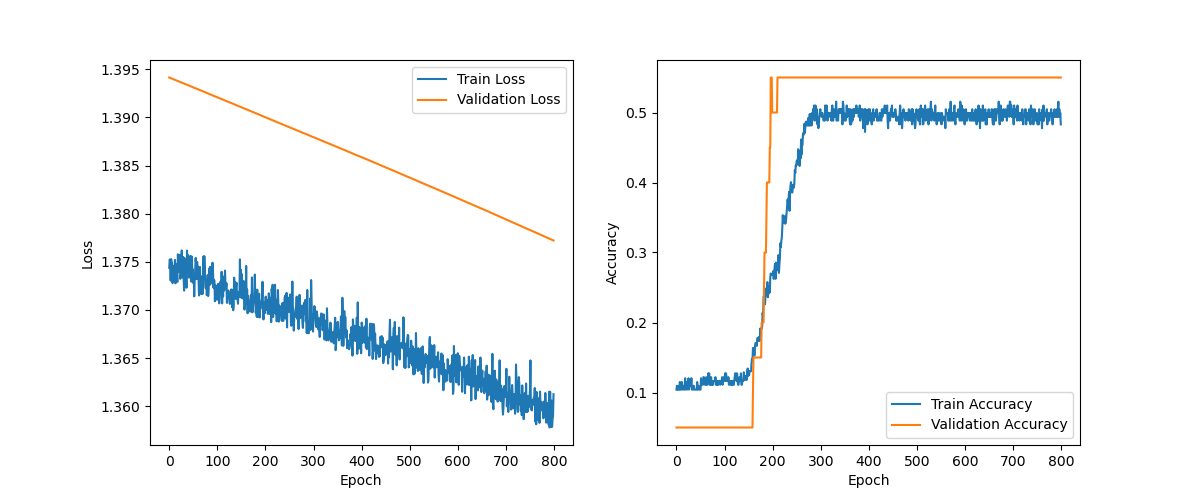 1.395
1.390
1.385
1.380
1.375
1.370
1.365
1.360
Loss
0 100 200 300 400 500 600 700 800
Epoch
Train Loss
Validation Loss
0.5
0.4
0.3
0.2
0.1
Accuracy
0 100 200 300 400 500 600 700 800
Epoch
Train Accuracy
Validation Accuracy